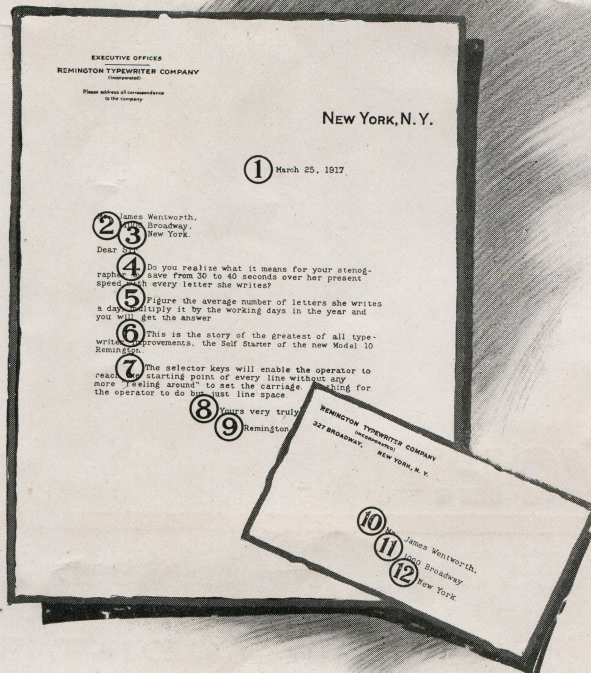 EXECUTIVE OFFICES
REMINGTON TYPEWRITER COMPANY
(Incorporated)
Please address all correspondence
to the company
NEW YORK, N.Y.
1 March 25, 1917
2 James Wentworth,
3 Broadway.
New York.
Dear Sir
4 Do you realize what it means for your stenog-
rapher save from 30 to 40 seconds over her present
speed with every letter she writes?
5 Figure the average number of letters she writes
a day, multiply it by the working days in the year and
you will get the answer
6 This is the story of the greatest of all type-
writer improvements, the Self Starter of the new Model 10
Remington.
7 The selector keys will enable the operator to
reach starting point of every line without any
more "feeling around" to set the carriage. thing for
the operator to do but just line space
8 Yours very truly
9 Remington
REMINGTON TYPEWRITER COMPANY
(INCORPORATED)
327 BROADWAY, NEW YORK, N. Y.
10 James Wentworth,
11 1000 Broadway
12 New York